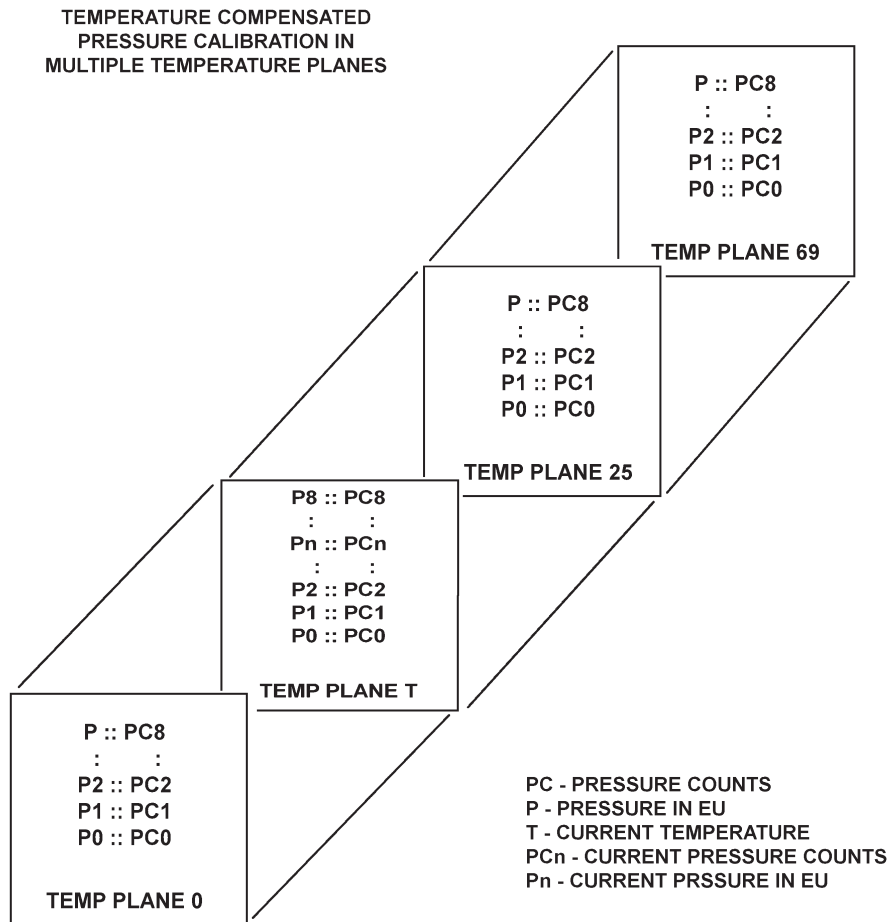 TEMPERATURE COMPENSATED
PRESSURE CALIBRATION IN
MULTIPLE TEMPERATURE PLANES
P :: PC8
: :
P2 :: PC2
P1 :: PC1
P0 :: PC0
TEMP PLANE 69
P :: PC8
: :
P2 :: PC2
P1 :: PC1
P0 :: PC0
TEMP PLANE 25
P8 :: PC8
: :
Pn :: PCn
: :
P2 :: PC2
P1 :: PC1
P0 :: PC0
TEMP PLANE T
P :: PC8
: :
P2 :: PC2
P1 :: PC1
P0 :: PC0
TEMP PLANE 0
PC - PRESSURE COUNTS
P - PRESSURE IN EU
T - CURRENT TEMPERATURE
PCn - CURRENT PRESSURE COUNTS
Pn - CURRENT PRSSURE IN EU